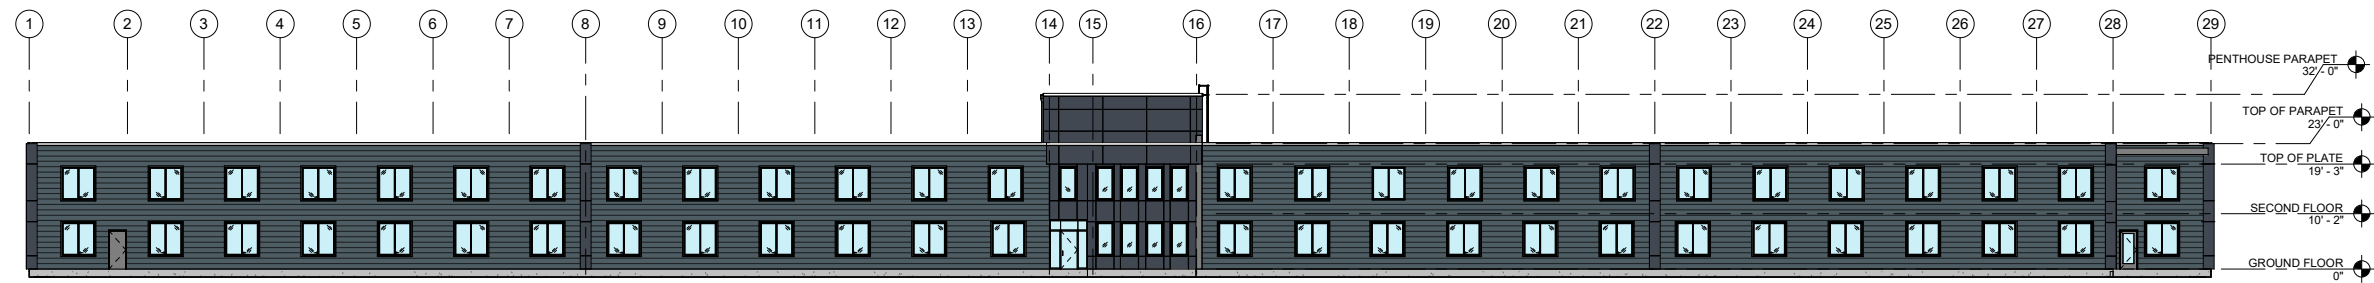 1 2 3 4 5 6 7 8 9 10 11 12 13 14 15 16 17 18 19 20 21 22 23 24 25 26 27 28 29
PENTHOUSE PARAPET
32' - 0"
TOP OF PARAPET
23' - 0"
TOP OF PLATE
19' - 3"
SECOND FLOOR
10' - 2"
GROUND FLOOR
0"